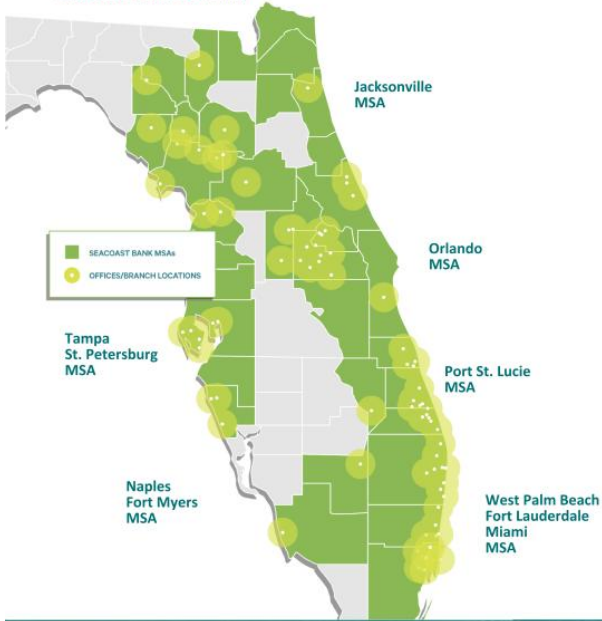 Jacksonville
MSA
Orlando
MSA
SEACOAST BANK MSAs
OFFICES/BRANCH LOCATIONS
Tampa
St. Petersburg
MSA
Port St. Lucie
MSA
Naples
Fort Myers
MSA
West Palm Beach
Fort Lauderdale
Miami
MSA